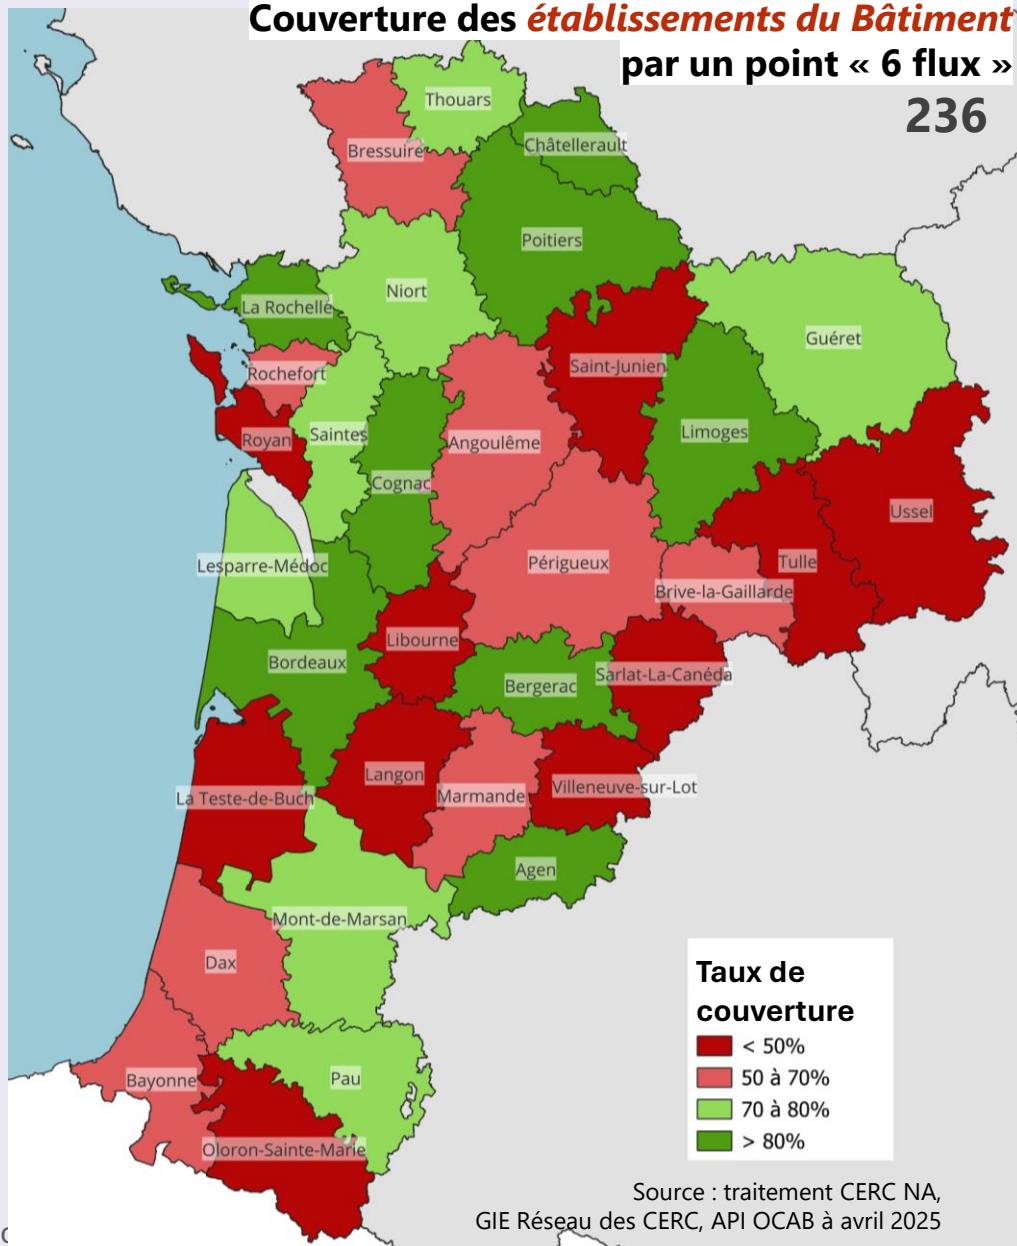 Couverture des établissements du Bâtiment
par un point « 6 flux »
236
Thouars
Châtellerault
Bressuire
Poitiers
Niort
La Rochelle
Guéret
Saint-Junien
Rochefort
Limoges
Saintes
Royan
Angoulême
Cognac
Ussel
Lesparre-Médoc
Périgueux
Tulle
Brive-la-Gaillarde
Libourne
Bordeaux
Sarlat-La-Canéda
Bergerac
Langon
Villeneuve-sur-Lot
Marmande
La Teste-de-Buch
Agen
Mont-de-Marsan
Dax
Pau
Bayonne
Oloron-Sainte-Marie
Taux de
couverture
< 50%
50 à 70%
70 à 80%
> 80%
Source : traitement CERC NA,
GIE Réseau des CERC, API OCAB à avril 2025